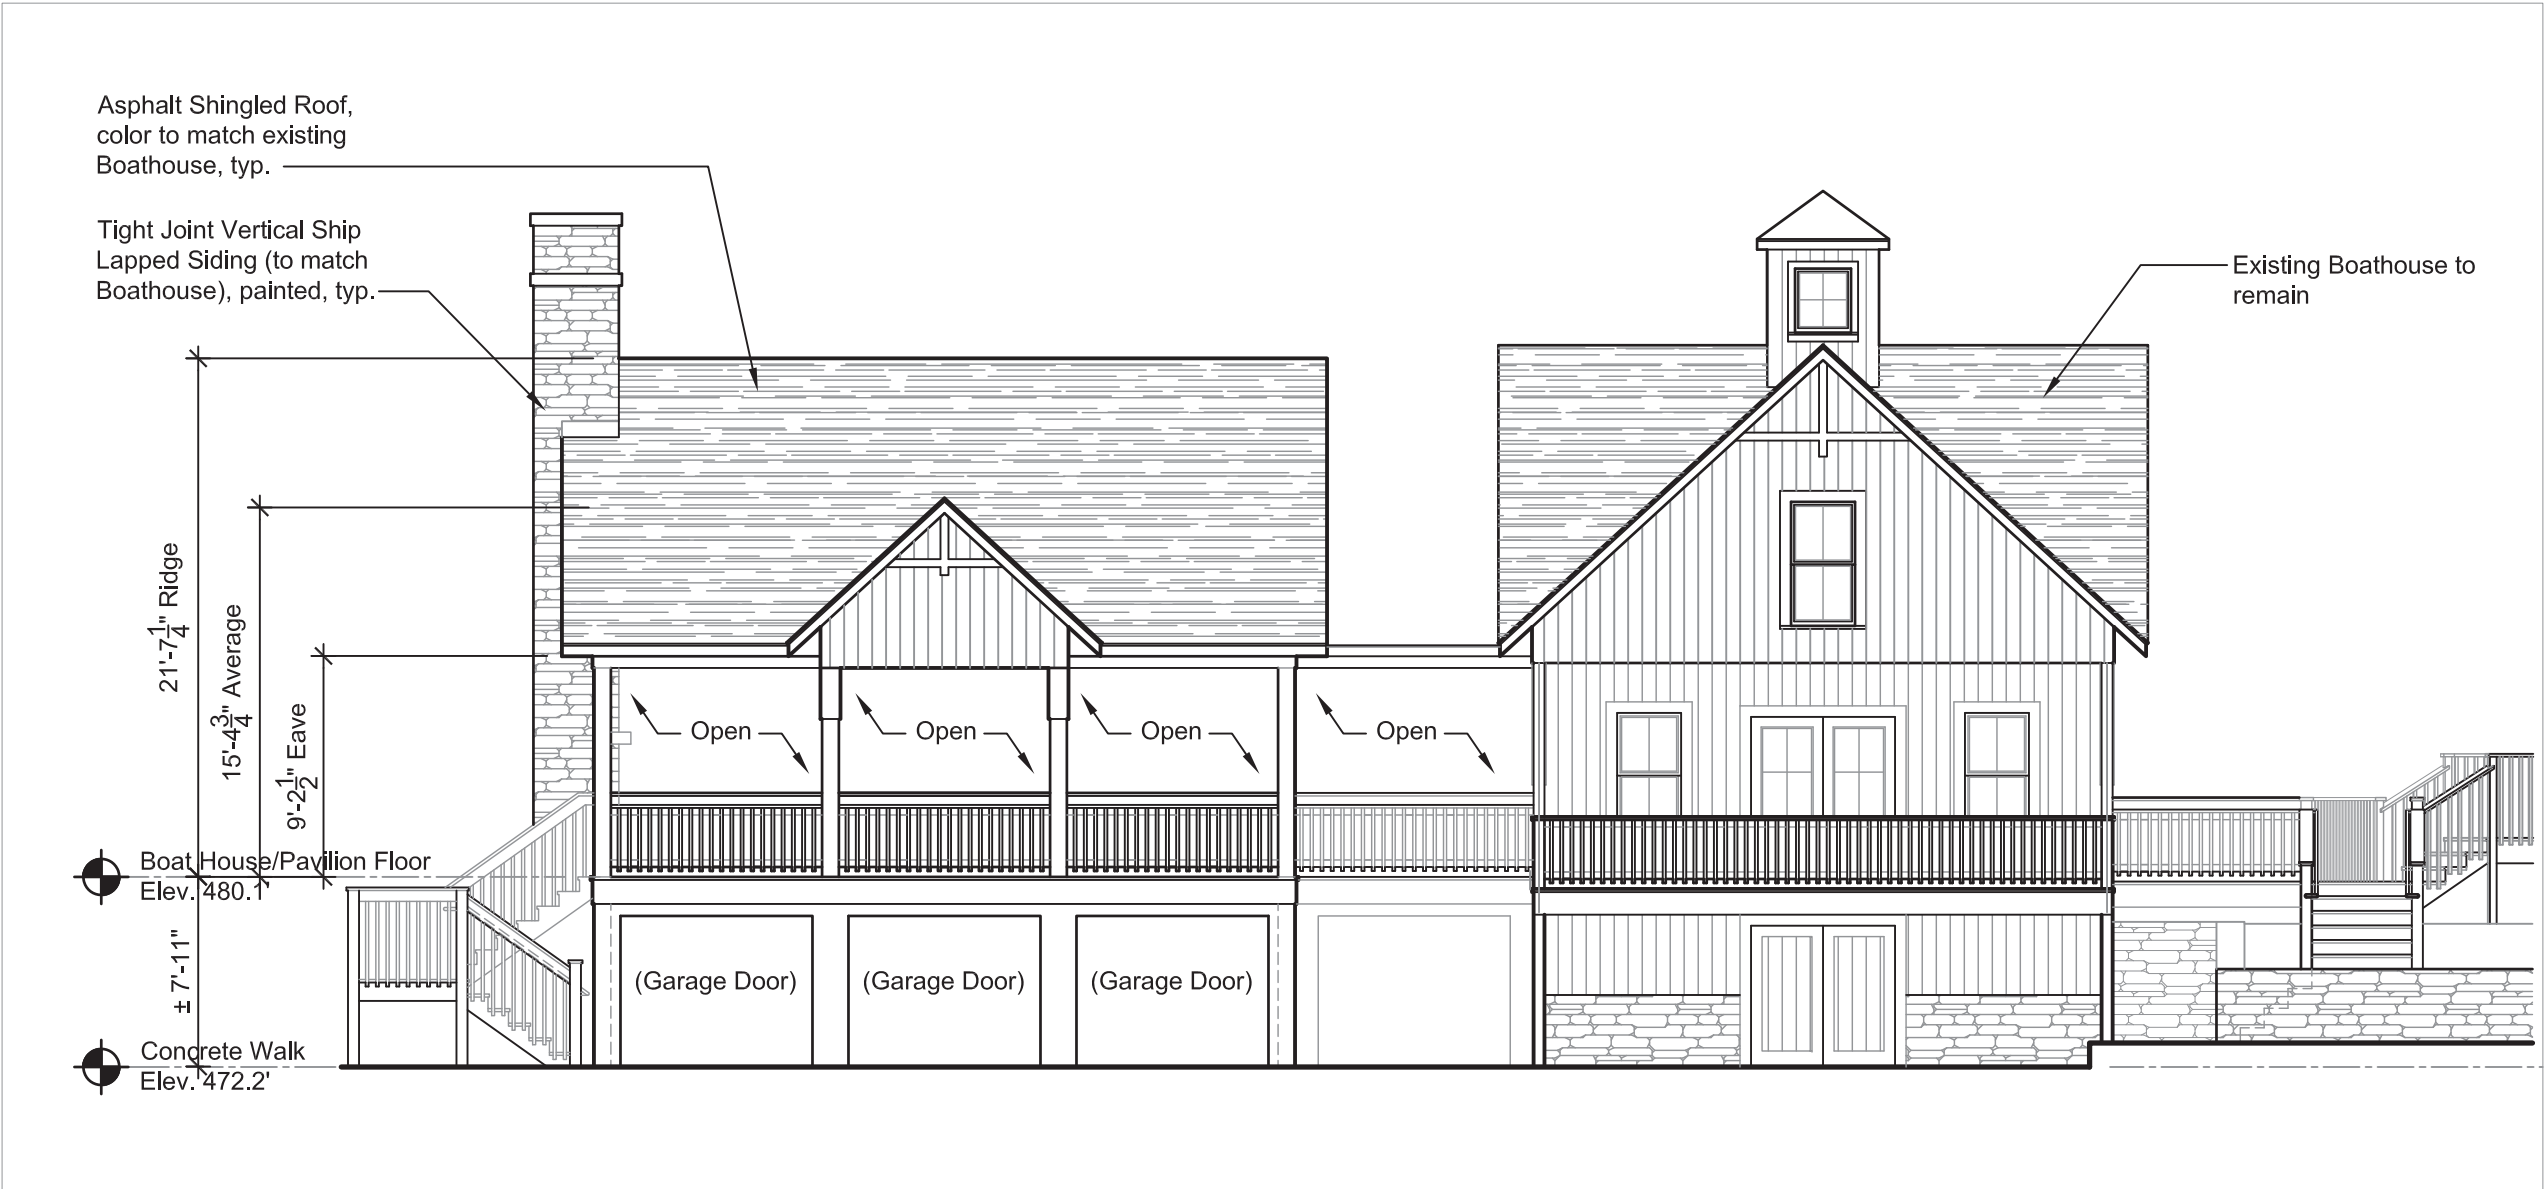 Asphalt Shingled Roof,
color to match existing
Boathouse, typ.
Tight Joint Vertical Ship
Lapped Siding (to match
Boathouse), painted, typ.
Existing Boathouse to
remain
21'-7 1/4" Ridge
15'-4 3/4" Average
9'-2 1/2" Eave
Open
Open
Open
Open
Boat House/Pavilion Floor
Elev. 480.1'
± 7'-11"
(Garage Door)
(Garage Door)
(Garage Door)
Concrete Walk
Elev. 472.2'